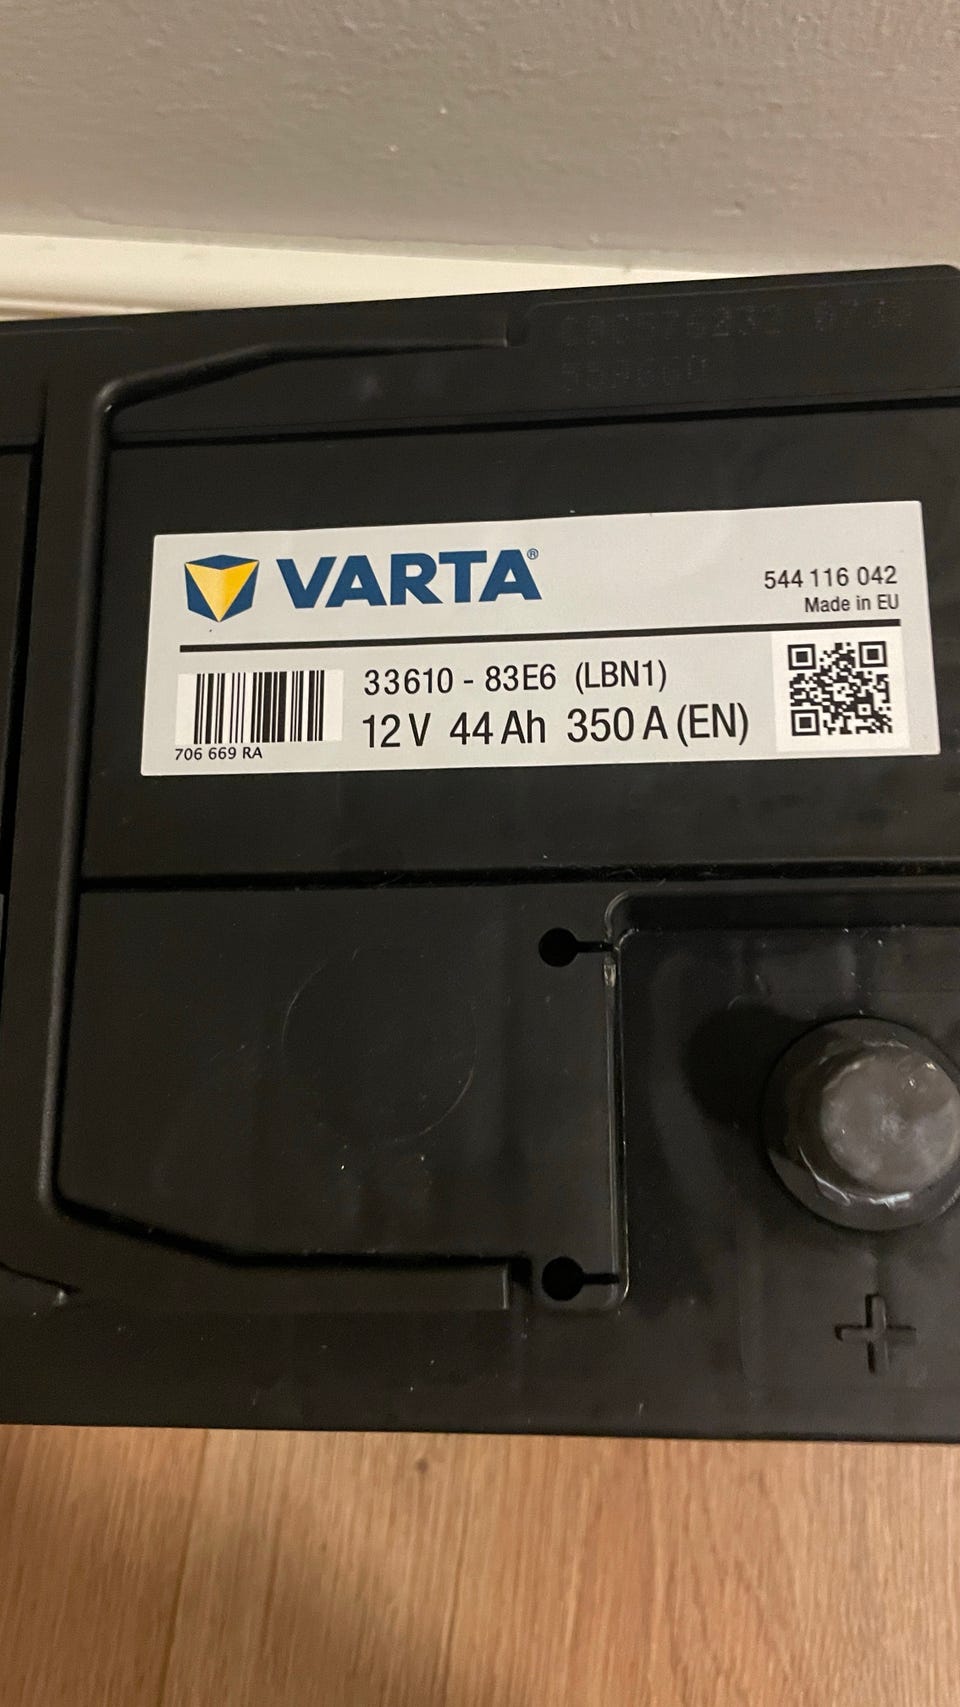 VARTA®
544 116 042
Made in EU
33610 - 83E6 (LBN1)
12 V 44 Ah 350 A (EN)
706 669 RA
+